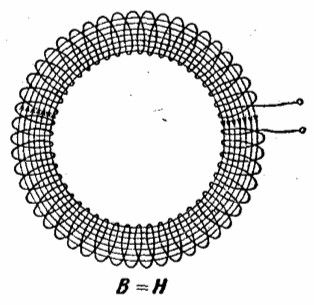 B = H